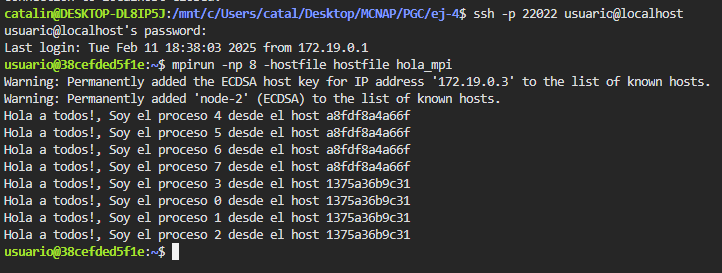 catalin@DESKTOP-DL8IP5J:/mnt/c/Users/catal/Desktop/MCNAP/PGC/ej-4$ ssh -p 22022 usuario@localhost
usuario@localhost's password:
Last login: Tue Feb 11 18:38:03 2025 from 172.19.0.1
usuario@38cefded5f1e:~$ mpirun -np 8 -hostfile hostfile hola_mpi
Warning: Permanently added the ECDSA host key for IP address '172.19.0.3' to the list of known hosts.
Warning: Permanently added 'node-2' (ECDSA) to the list of known hosts.
Hola a todos!, Soy el proceso 4 desde el host a8fdf8a4a66f
Hola a todos!, Soy el proceso 5 desde el host a8fdf8a4a66f
Hola a todos!, Soy el proceso 6 desde el host a8fdf8a4a66f
Hola a todos!, Soy el proceso 7 desde el host a8fdf8a4a66f
Hola a todos!, Soy el proceso 3 desde el host 1375a36b9c31
Hola a todos!, Soy el proceso 0 desde el host 1375a36b9c31
Hola a todos!, Soy el proceso 1 desde el host 1375a36b9c31
Hola a todos!, Soy el proceso 2 desde el host 1375a36b9c31
usuario@38cefded5f1e:~$